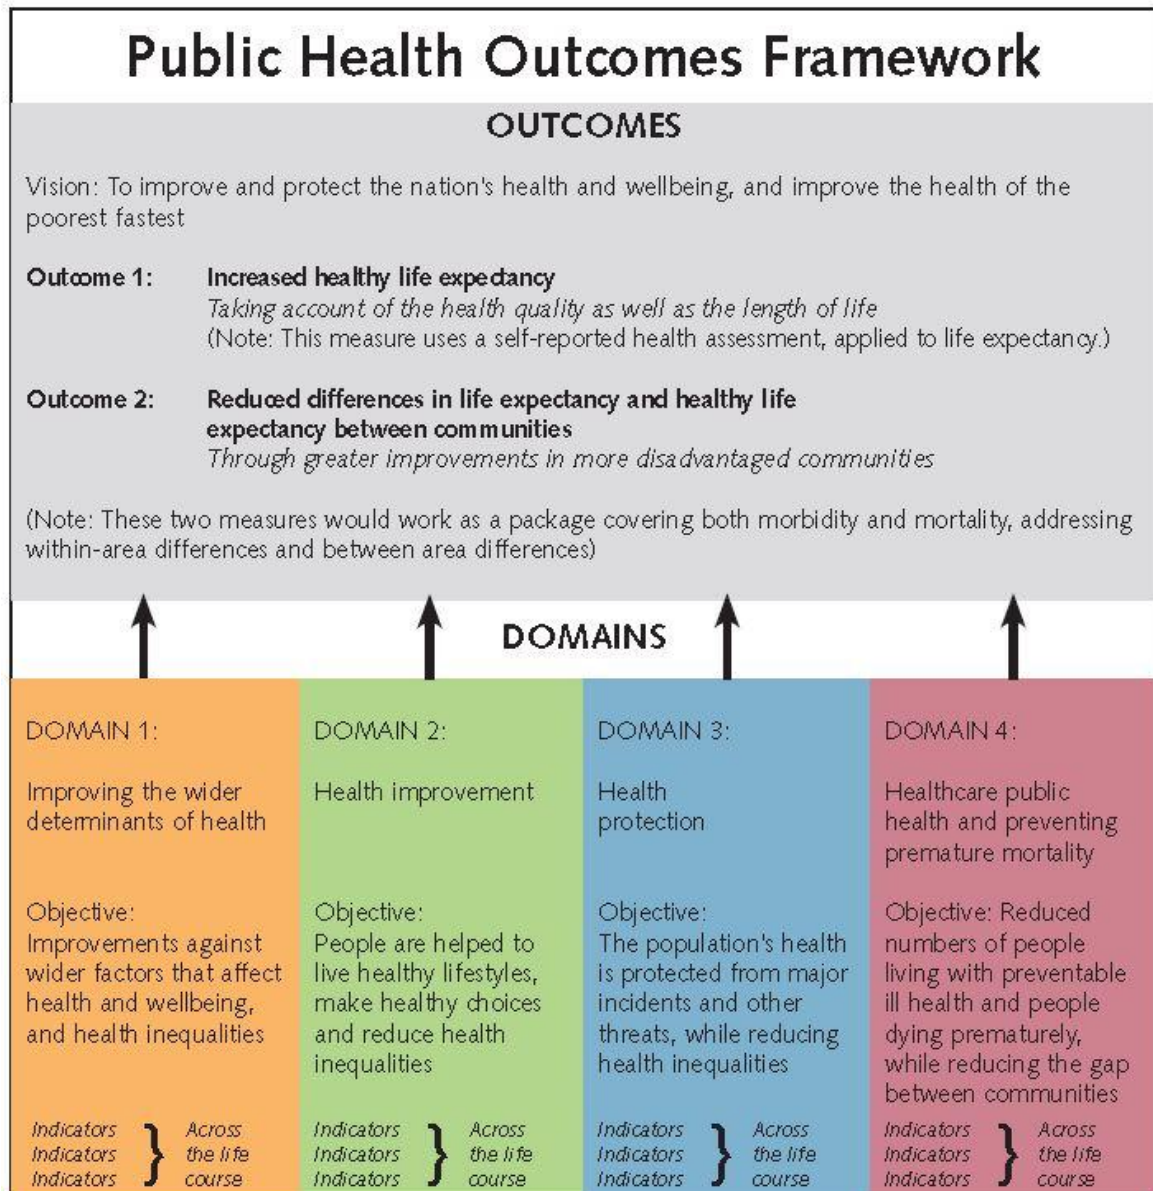 Public Health Outcomes Framework
OUTCOMES
Vision: To improve and protect the nation's health and wellbeing, and improve the health of the
poorest fastest
Outcome 1: Increased healthy life expectancy
Taking account of the health quality as well as the length of life
(Note: This measure uses a self-reported health assessment, applied to life expectancy.)
Outcome 2: Reduced differences in life expectancy and healthy life
expectancy between communities
Through greater improvements in more disadvantaged communities
(Note: These two measures would work as a package covering both morbidity and mortality, addressing
within-area differences and between area differences)
DOMAINS
DOMAIN 1:
Improving the wider
determinants of health
Objective:
Improvements against
wider factors that affect
health and wellbeing,
and health inequalities
Indicators } Across
Indicators the life
Indicators course
DOMAIN 2:
Health improvement
Objective:
People are helped to
live healthy lifestyles,
make healthy choices
and reduce health
inequalities
Indicators } Across
Indicators the life
Indicators course
DOMAIN 3:
Health
protection
Objective:
The population's health
is protected from major
incidents and other
threats, while reducing
health inequalities
Indicators } Across
Indicators the life
Indicators course
DOMAIN 4:
Healthcare public
health and preventing
premature mortality
Objective: Reduced
numbers of people
living with preventable
ill health and people
dying prematurely,
while reducing the gap
between communities
Indicators } Across
Indicators the life
Indicators course